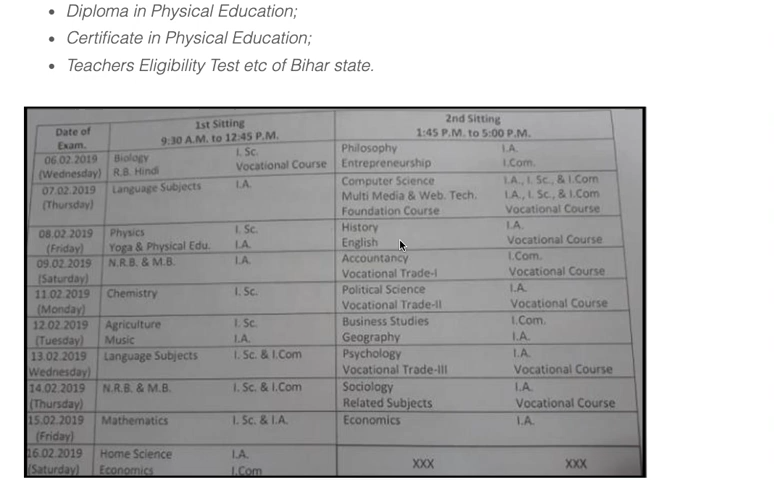 Diploma in Physical Education;
Certificate in Physical Education;
Teachers Eligibility Test etc of Bihar state.
Date of Exam. 1st Sitting 9:30 A.M. to 12:45 P.M. 2nd Sitting 1:45 P.M. to 5:00 P.M.
06.02.2019 Biology I. Sc. Philosophy I.A.
(Wednesday) R.B. Hindi Vocational Course Entrepreneurship I.Com.
07.02.2019 Language Subjects I.A. Computer Science I.A., I. Sc., & I.Com
(Thursday) Multi Media & Web. Tech. I.A., I. Sc., & I.Com
Foundation Course Vocational Course
08.02.2019 Physics I. Sc. History I.A.
(Friday) Yoga & Physical Edu. I.A. English Vocational Course
09.02.2019 N.R.B. & M.B. I.A. Accountancy I.Com.
(Saturday) Vocational Trade-I Vocational Course
11.02.2019 Chemistry I. Sc. Political Science I.A.
(Monday) Vocational Trade-II Vocational Course
12.02.2019 Agriculture I. Sc. Business Studies I.Com.
(Tuesday) Music I.A. Geography I.A.
13.02.2019 Language Subjects I. Sc. & I.Com Psychology I.A.
Wednesday) Vocational Trade-III Vocational Course
14.02.2019 N.R.B. & M.B. I. Sc. & I.Com Sociology I.A.
(Thursday) Related Subjects Vocational Course
15.02.2019 Mathematics I. Sc. & I.A. Economics I.A.
(Friday)
16.02.2019 Home Science I.A. XXX XXX
(Saturday) Economics I.Com